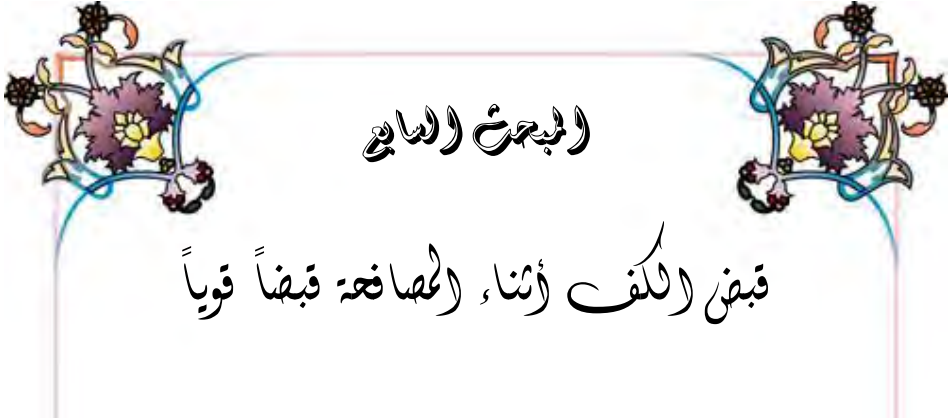 المبحث السابع
قبض الكف أثناء المصافحة قبضاً قوياً